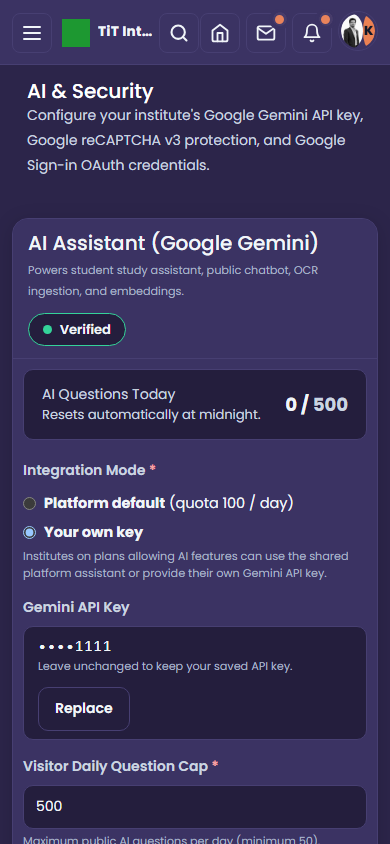 TiT Int...
K
AI & Security
Configure your institute's Google Gemini API key,
Google reCAPTCHA v3 protection, and Google
Sign-in OAuth credentials.
AI Assistant (Google Gemini)
Powers student study assistant, public chatbot, OCR
ingestion, and embeddings.
Verified
AI Questions Today
Resets automatically at midnight.
0 / 500
Integration Mode *
Platform default (quota 100 / day)
Your own key
Institutes on plans allowing AI features can use the shared
platform assistant or provide their own Gemini API key.
Gemini API Key
••••1111
Leave unchanged to keep your saved API key.
Replace
Visitor Daily Question Cap *
500
Maximum public AI questions per day (minimum 50)